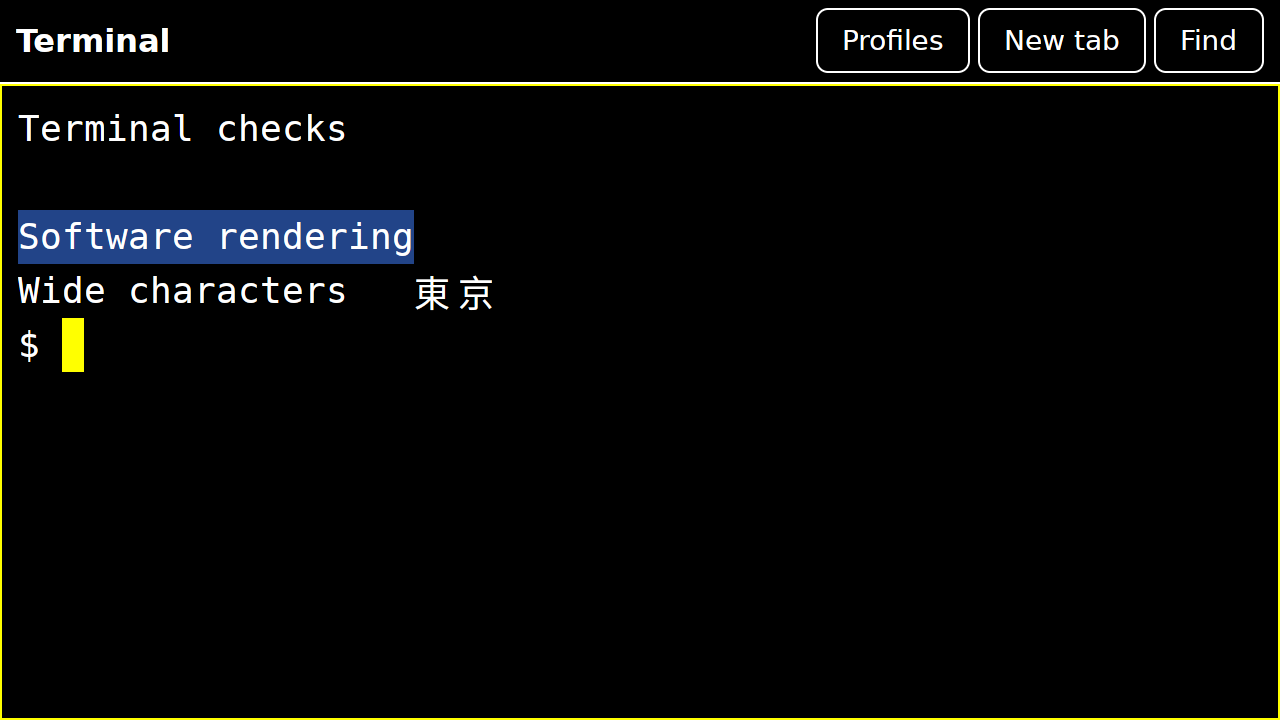 Terminal
Profiles
New tab
Find
Terminal checks
Software rendering
Wide characters   東京
$